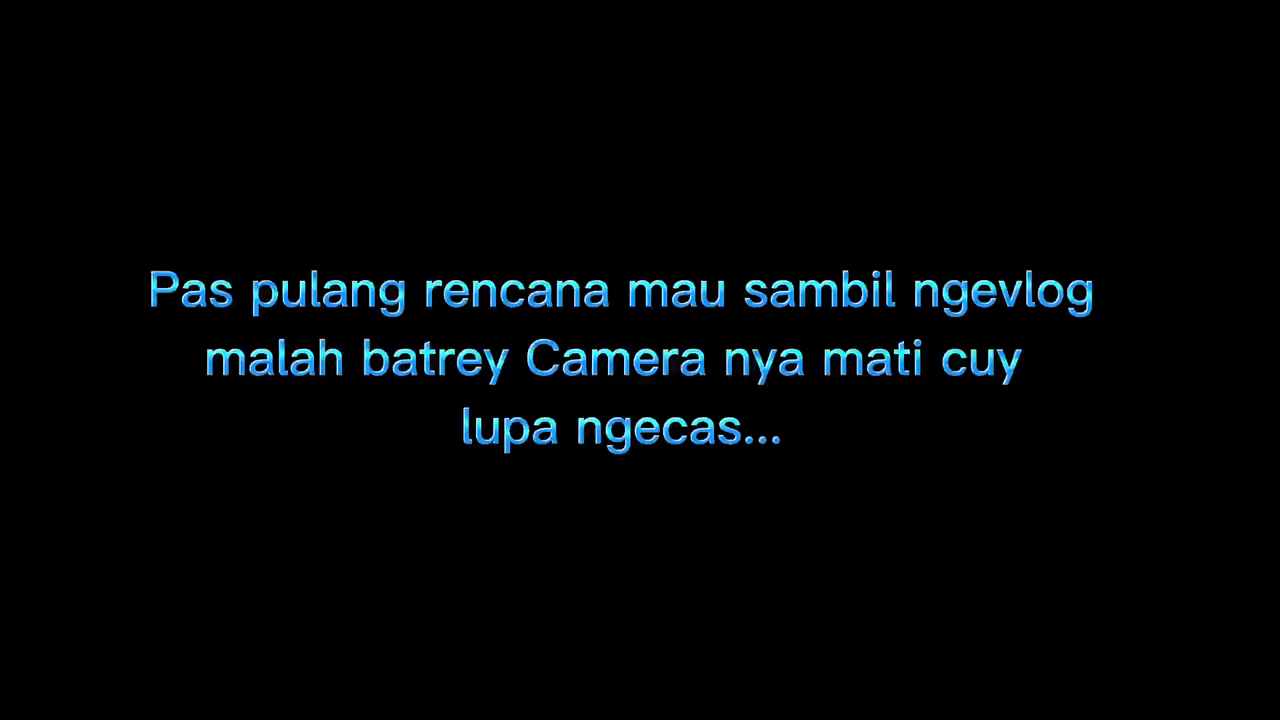 Pas pulang rencana mau sambil ngevlog
malah batrey Camera nya mati cuy
lupa ngecas...